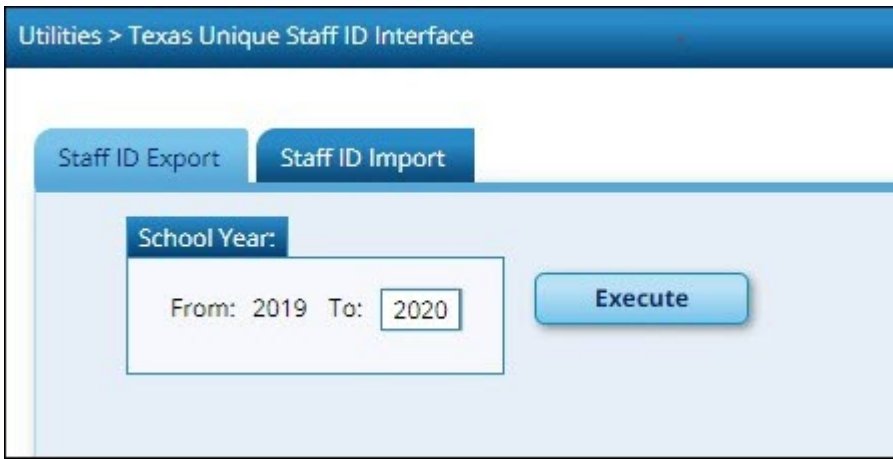 Utilities > Texas Unique Staff ID Interface
Staff ID Export Staff ID Import
School Year:
From: 2019 To: 2020 Execute